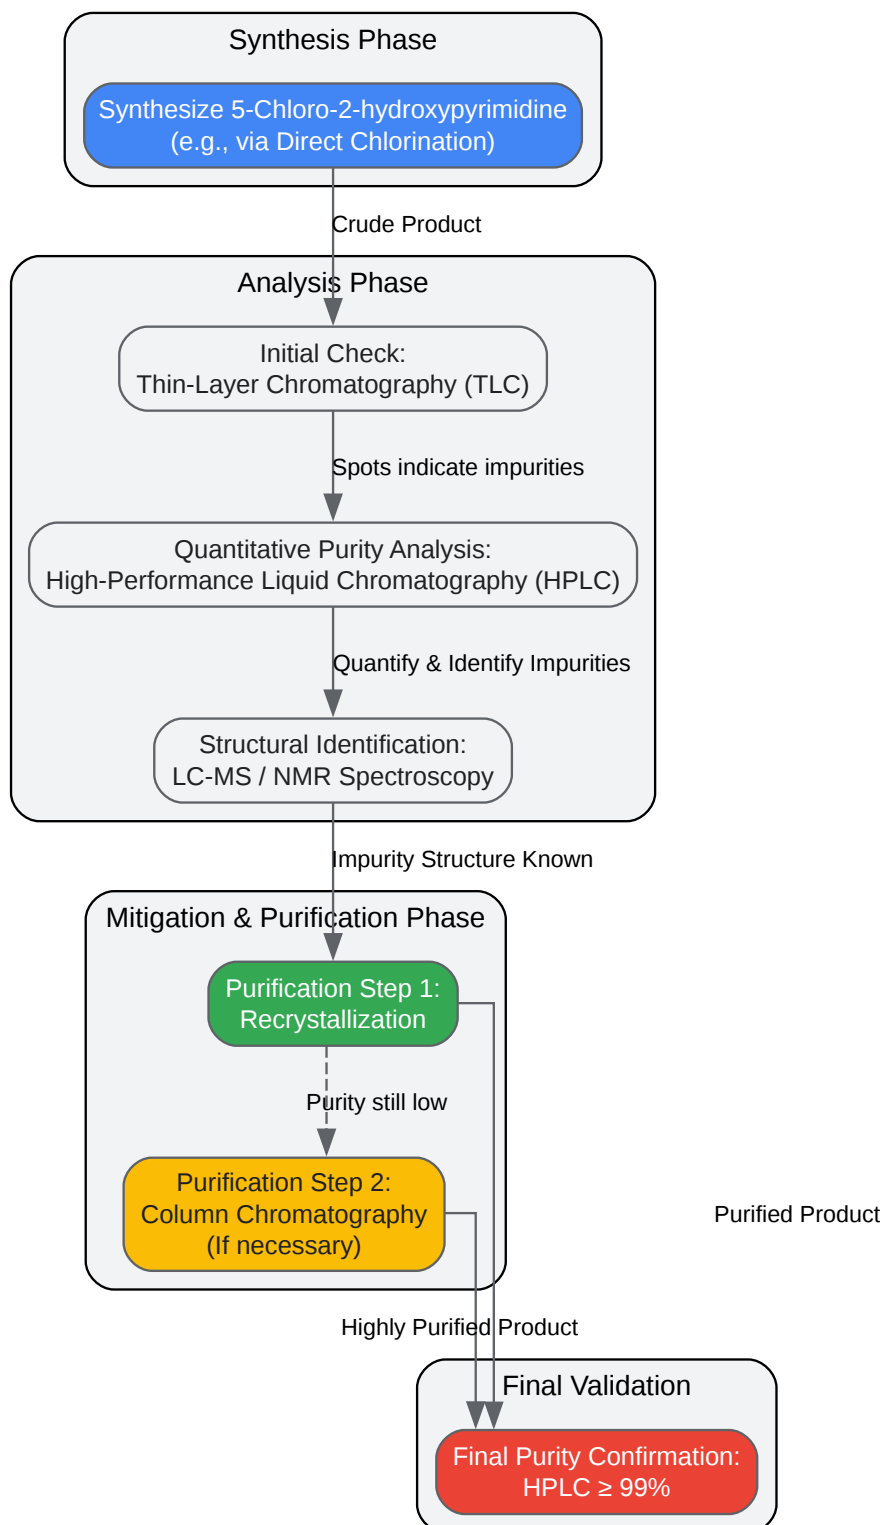 Synthesis Phase
Synthesize 5-Chloro-2-hydroxypyrimidine
(e.g., via Direct Chlorination)
Crude Product
Analysis Phase
Initial Check:
Thin-Layer Chromatography (TLC)
Spots indicate impurities
Quantitative Purity Analysis:
High-Performance Liquid Chromatography (HPLC)
Quantify & Identify Impurities
Structural Identification:
LC-MS / NMR Spectroscopy
Impurity Structure Known
Mitigation & Purification Phase
Purification Step 1:
Recrystallization
Purity still low
Purification Step 2:
Column Chromatography
(If necessary)
Purified Product
Highly Purified Product
Final Validation
Final Purity Confirmation:
HPLC ≥ 99%